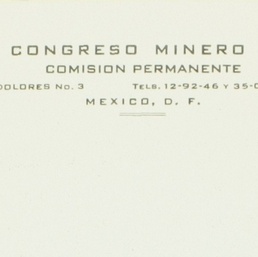 CONGRESO MINERO
COMISION PERMANENTE
DOLORES No. 3 TELS. 12-92-46 Y 35-0
MEXICO, D. F.